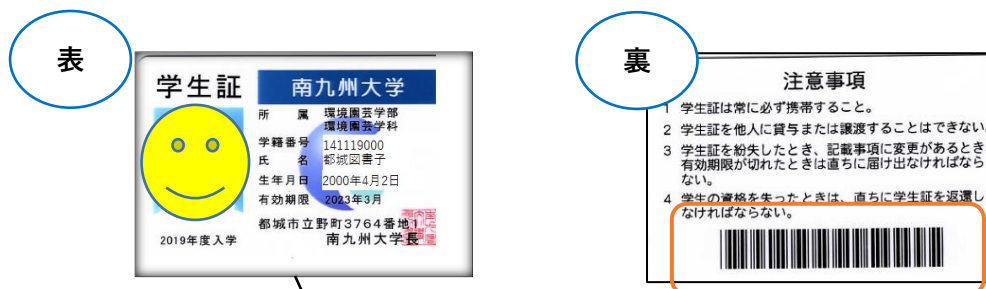 表
学生証
南九州大学
所　属　環境園芸学部
環境園芸学科
学籍番号　141119000
氏　名　都城図書子
生年月日　2000年4月2日
有効期限　2023年3月
都城市立野町3764番地1
南九州大学長
2019年度入学
裏
注意事項
1　学生証は常に必ず携帯すること。
2　学生証を他人に貸与または譲渡することはできない。
3　学生証を紛失したとき、記載事項に変更があるとき、
有効期限が切れたときは直ちに届け出なければなら
ない。
4　学生の資格を失ったときは、直ちに学生証を返還し
なければならない。